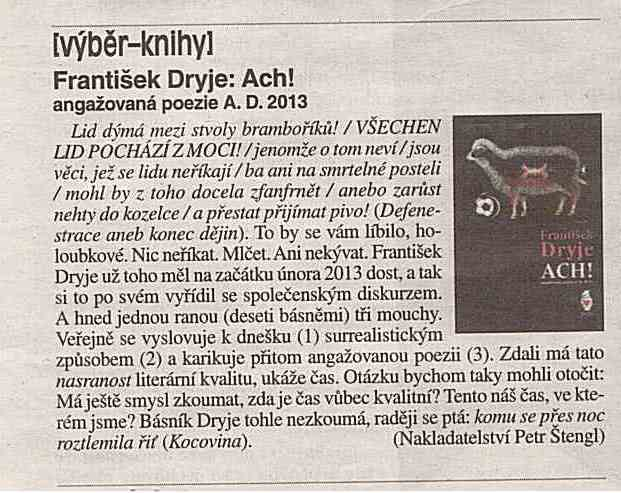 [výběr–knihy]
František Dryje: Ach!
angažovaná poezie A. D. 2013
Lid dýmá mezi stvoly bramboříků! / VŠECHEN
LID POCHÁZÍ Z MOCI! / jenomže o tom neví / jsou
věci, jež se lidu neříkají / ba ani na smrtelné posteli
/ mohl by z toho docela zfanfrnět / anebo zarůst
nehty do kozelce / a přestat přijímat pivo! (Defene-
strace aneb konec dějin). To by se vám líbilo, ho-
loubkové. Nic neříkat. Mlčet. Ani nekývat. František
Dryje už toho měl na začátku února 2013 dost, a tak
si to po svém vyřídil se společenským diskurzem.
A hned jednou ranou (deseti básněmi) tři mouchy.
Veřejně se vyslovuje k dnešku (1) surrealistickým
způsobem (2) a karikuje přitom angažovanou poezii (3). Zdali má tato
nasranost literární kvalitu, ukáže čas. Otázku bychom taky mohli otočit:
Má ještě smysl zkoumat, zda je čas vůbec kvalitní? Tento náš čas, ve kte-
rém jsme? Básník Dryje tohle nezkoumá, raději se ptá: komu se přes noc
roztlemila řiť (Kocovina). (Nakladatelství Petr Štengl)
František
Dryje
ACH!